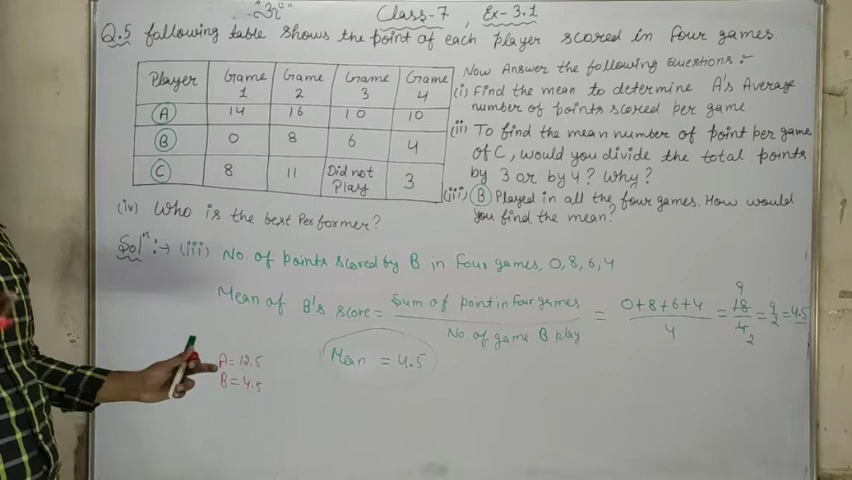 Class-7, Ex-3.1
Q.5 following table shows the point of each player scored in four games.
Player Game 1 Game 2 Game 3 Game 4
A 14 16 10 10
B 0 8 6 4
C 8 11 Did not Play 3
Now Answer the following questions:-
(i) Find the mean to determine A's Average
number of points scored per game.
(ii) To find the mean number of point per game
of C, would you divide the total points
by 3 or by 4? Why?
(iii) B Played in all the four games. How would
you find the mean?
(iv) Who is the best Performer?
Solⁿ:→ (iii) No of points scored by B in four games, 0, 8, 6, 4
Mean of B's score = Sum of point in four games / No. of game B play = 0+8+6+4 / 4 = 18 / 4 = 9/2 = 4.5
9
2
Mean = 4.5
A = 12.5
B = 4.5